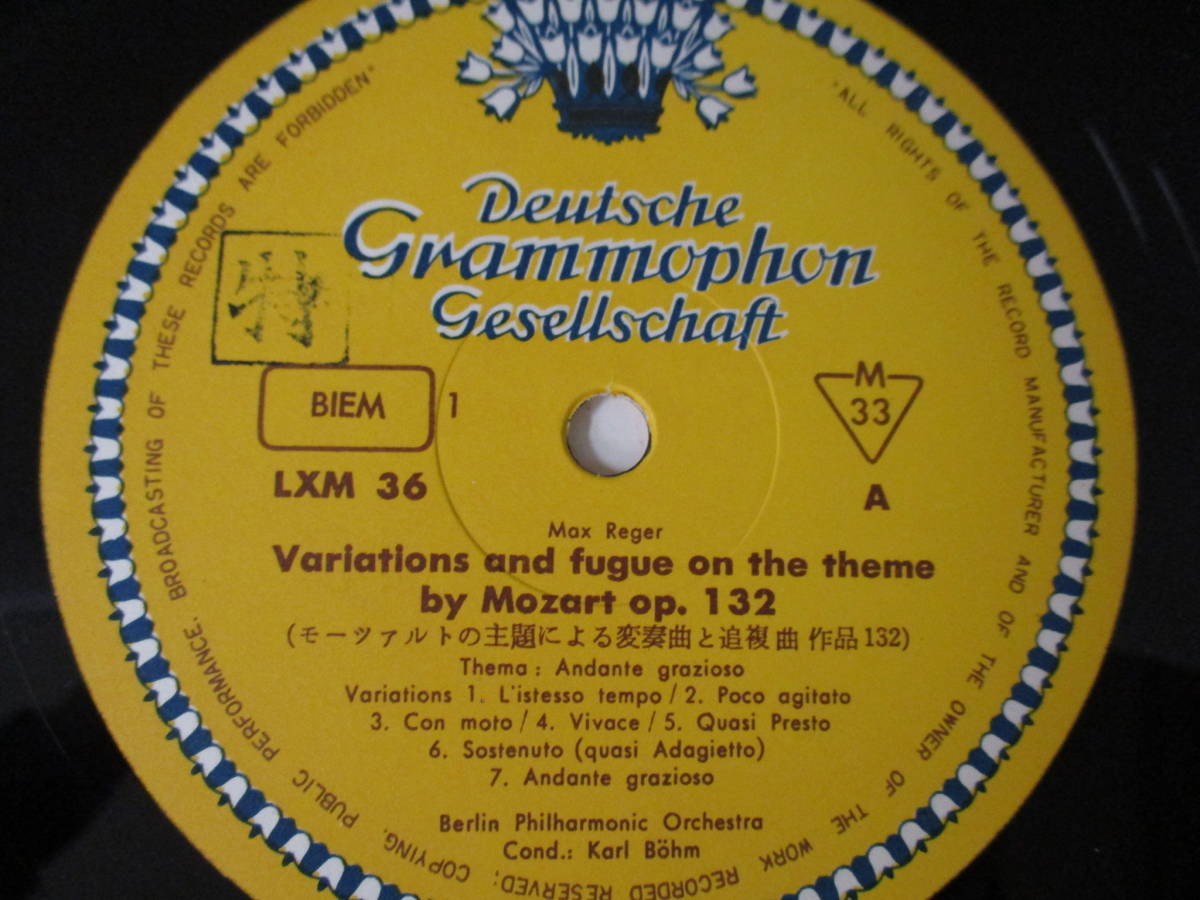 Deutsche
Grammophon
Gesellschaft
BIEM 1
M
33
LXM 36
A
Max Reger
Variations and fugue on the theme
by Mozart op. 132
(モーツァルトの主題による変奏曲と追複曲 作品132)
Thema : Andante grazioso
Variations 1. L'istesso tempo / 2. Poco agitato
3. Con moto / 4. Vivace / 5. Quasi Presto
6. Sostenuto (quasi Adagietto)
7. Andante grazioso
Berlin Philharmonic Orchestra
Cond.: Karl Böhm
"ALL RIGHTS OF THE RECORD MANUFACTURER AND OF THE OWNER OF THE WORK RECORDED RESERVED; COPYING, PUBLIC PERFORMANCE, BROADCASTING OF THESE RECORDS ARE FORBIDDEN"